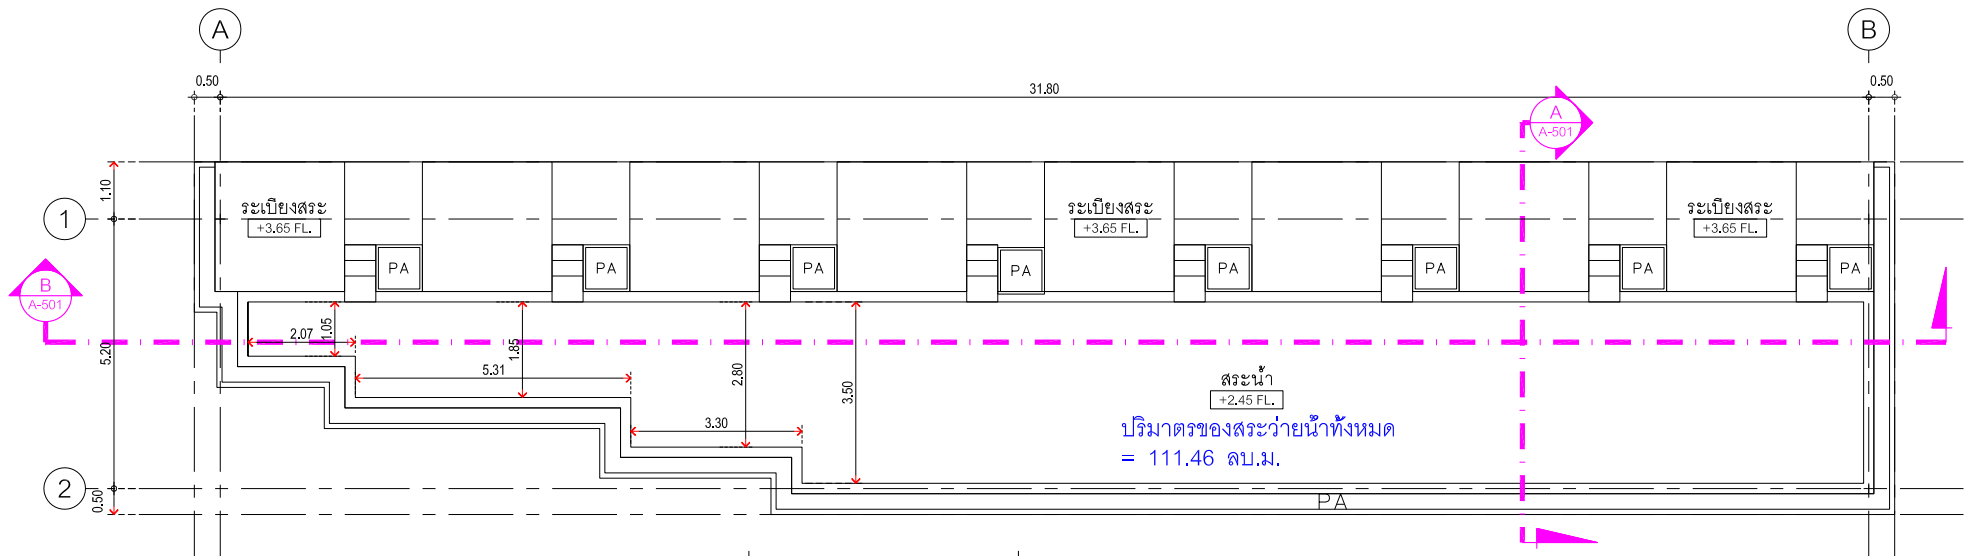 A
B
0.50
31.80
0.50
A
A-501
1.10
1
ระเบียงสระ
+3.65 FL.
ระเบียงสระ
+3.65 FL.
ระเบียงสระ
+3.65 FL.
PA
PA
PA
PA
PA
PA
PA
PA
B
A-501
2.07
1.05
5.20
5.31
1.85
2.80
3.50
สระน้ำ
+2.45 FL.
3.30
ปริมาตรของสระว่ายน้ำทั้งหมด
= 111.46 ลบ.ม.
2
0.50
PA